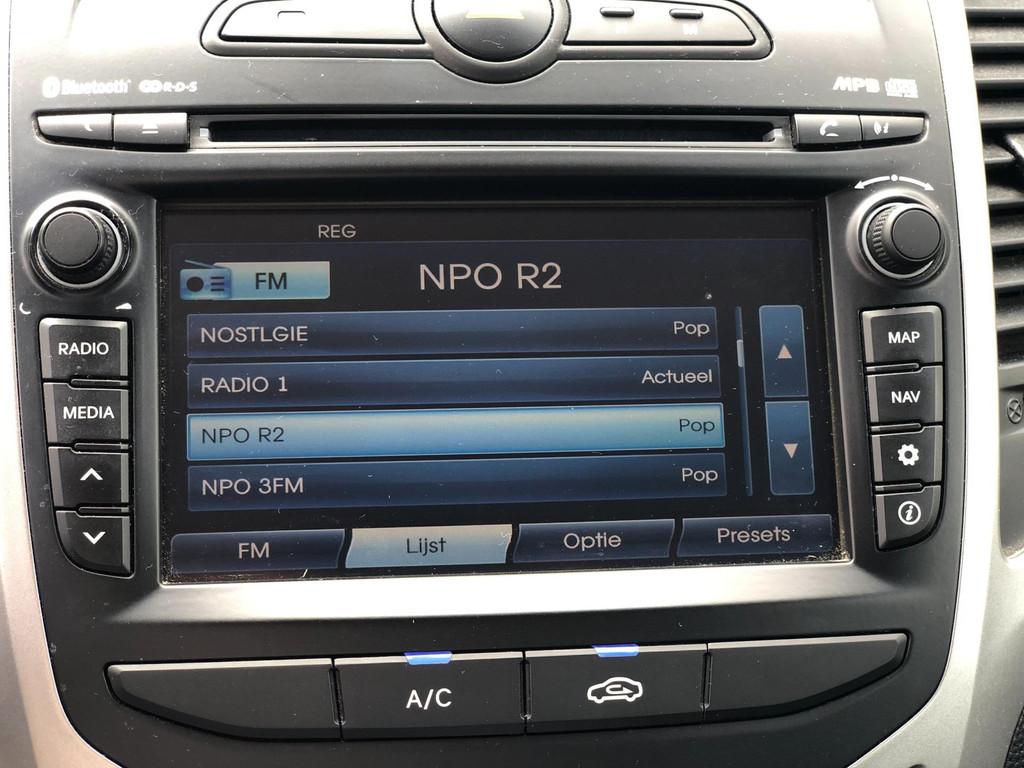 Bluetooth CD R·D·S
MP3
REG
FM NPO R2
NOSTLGIE Pop
RADIO 1 Actueel
NPO R2 Pop
NPO 3FM Pop
FM Lijst Optie Presets
RADIO
MEDIA
MAP
NAV
A/C